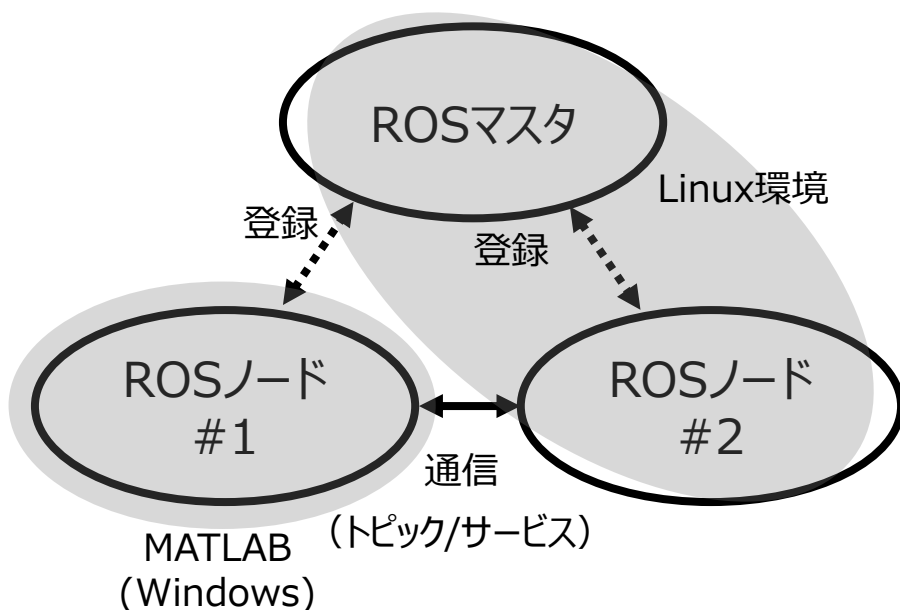 ROSマスタ
Linux環境
登録
登録
ROSノード
#1
ROSノード
#2
通信
（トピック/サービス）
MATLAB
(Windows)